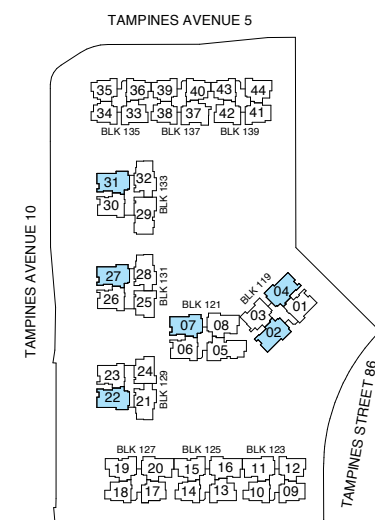 TAMPINES AVENUE 5
35 36 39 40 43 44
34 33 38 37 42 41
BLK 135 BLK 137 BLK 139
31 32
30 29
BLK 133
TAMPINES AVENUE 10
27 28
26 25
BLK 131
BLK 119
04 01
03 02
BLK 121
07 08
06 05
23 24
22 21
BLK 129
TAMPINES STREET 86
BLK 127 BLK 125 BLK 123
19 20 15 16 11 12
18 17 14 13 10 09